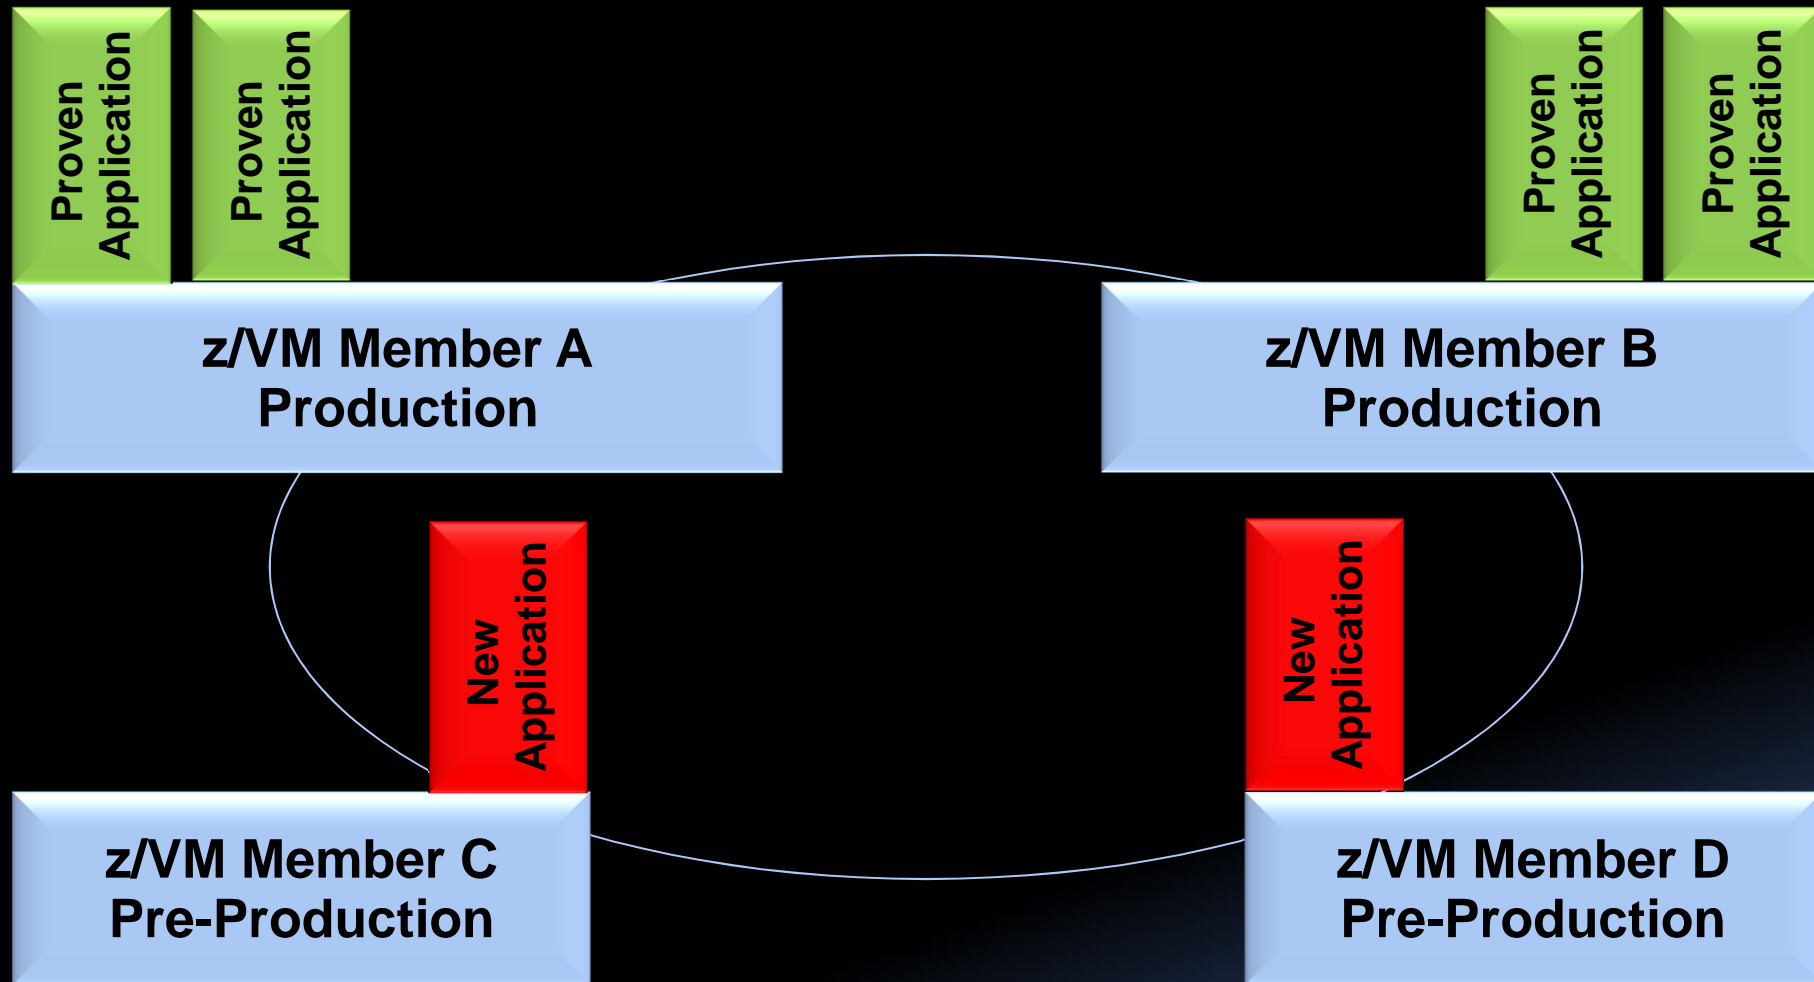 Proven
Application
Proven
Application
Proven
Application
Proven
Application
z/VM Member A
Production
z/VM Member B
Production
New
Application
New
Application
z/VM Member C
Pre-Production
z/VM Member D
Pre-Production